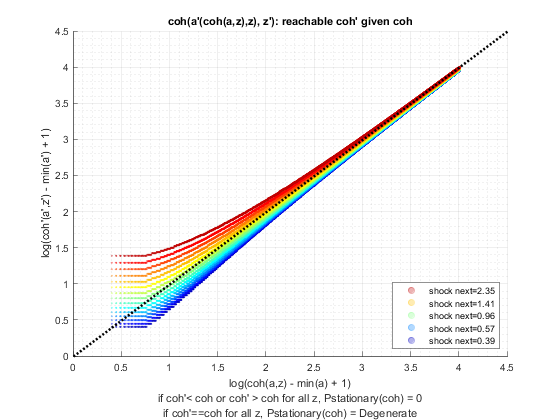 coh(a'(coh(a,z),z), z'): reachable coh' given coh
log(coh''(a',z') - min(a') + 1)
4.5
4
3.5
3
2.5
2
1.5
1
0.5
0
0 0.5 1 1.5 2 2.5 3 3.5 4 4.5
shock next=2.35
shock next=1.41
shock next=0.96
shock next=0.57
shock next=0.39
log(coh(a,z) - min(a) + 1)
if coh'< coh or coh' > coh for all z, Pstationary(coh) = 0
if coh'==coh for all z, Pstationary(coh) = Degenerate